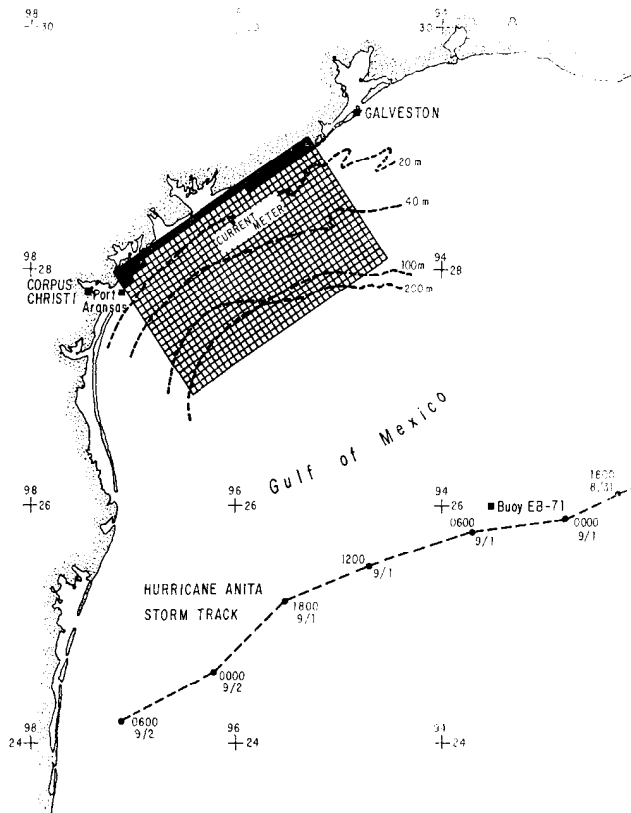 98
94
30
30
GALVESTON
20 m
CURRENT
METER
40 m
98
28
94
28
CORPUS
CHRISTI
Port
Aransas
100m
200 m
Gulf of Mexico
98
26
96
26
94
26
1800
8/31
Buoy EB-71
0600
9/1
0000
9/1
1200
9/1
HURRICANE ANITA
STORM TRACK
1800
9/1
0000
9/2
0600
9/2
98
24
96
24
94
24